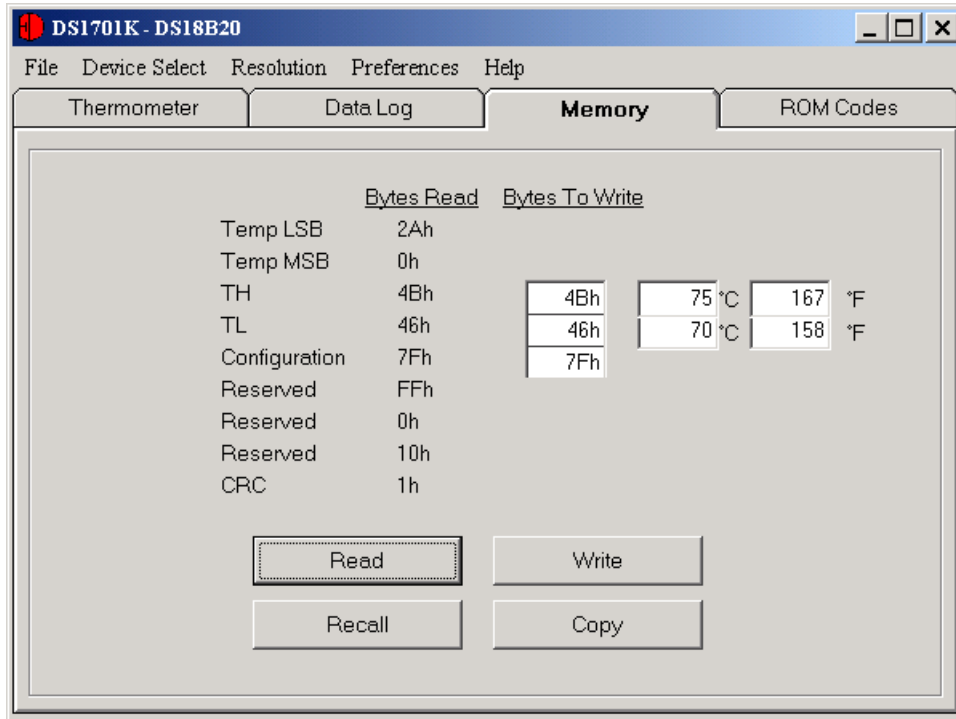 DS1701K - DS18B20
File Device Select Resolution Preferences Help
Thermometer Data Log Memory ROM Codes
Bytes Read Bytes To Write
Temp LSB 2Ah
Temp MSB 0h
TH 4Bh 4Bh 75 °C 167 °F
TL 46h 46h 70 °C 158 °F
Configuration 7Fh 7Fh
Reserved FFh
Reserved 0h
Reserved 10h
CRC 1h
Read Write
Recall Copy